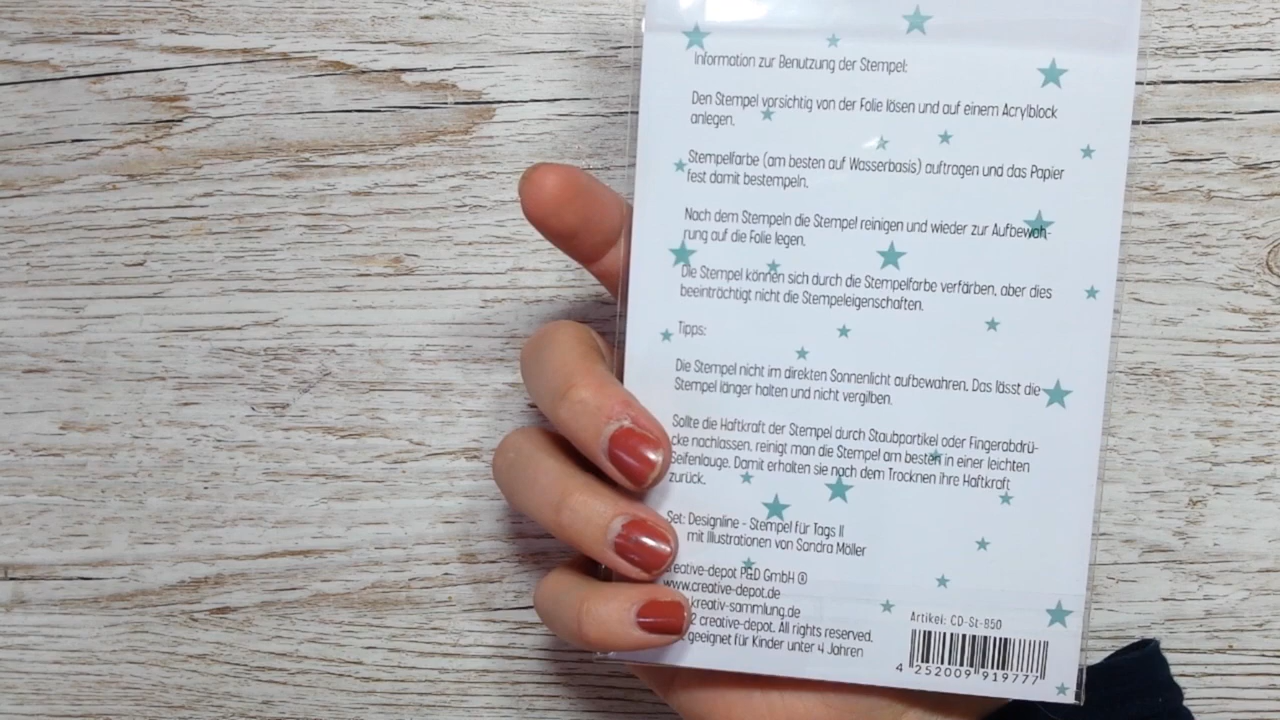 Information zur Benutzung der Stempel:
Den Stempel vorsichtig von der Folie lösen und auf einem Acrylblock
anlegen.
Stempelfarbe (am besten auf Wasserbasis) auftragen und das Papier
fest damit bestempeln.
Nach dem Stempeln die Stempel reinigen und wieder zur Aufbewah-
rung auf die Folie legen.
Die Stempel können sich durch die Stempelfarbe verfärben, aber dies
beeinträchtigt nicht die Stempeleigenschaften.
Tipps:
Die Stempel nicht im direkten Sonnenlicht aufbewahren. Das lässt die
Stempel länger halten und nicht vergilben.
Sollte die Haftkraft der Stempel durch Staubpartikel oder Fingerabdrü-
cke nachlassen, reinigt man die Stempel am besten in einer leichten
Seifenlauge. Damit erhalten sie nach dem Trocknen ihre Haftkraft
zurück.
Set: Designline - Stempel für Tags II
mit Illustrationen von Sandra Möller
creative-depot P&D GmbH ®
www.creative-depot.de
kreativ-sammlung.de
2 creative-depot. All rights reserved.
geeignet für Kinder unter 4 Jahren
Artikel: CD-St-850
4 252009 919777